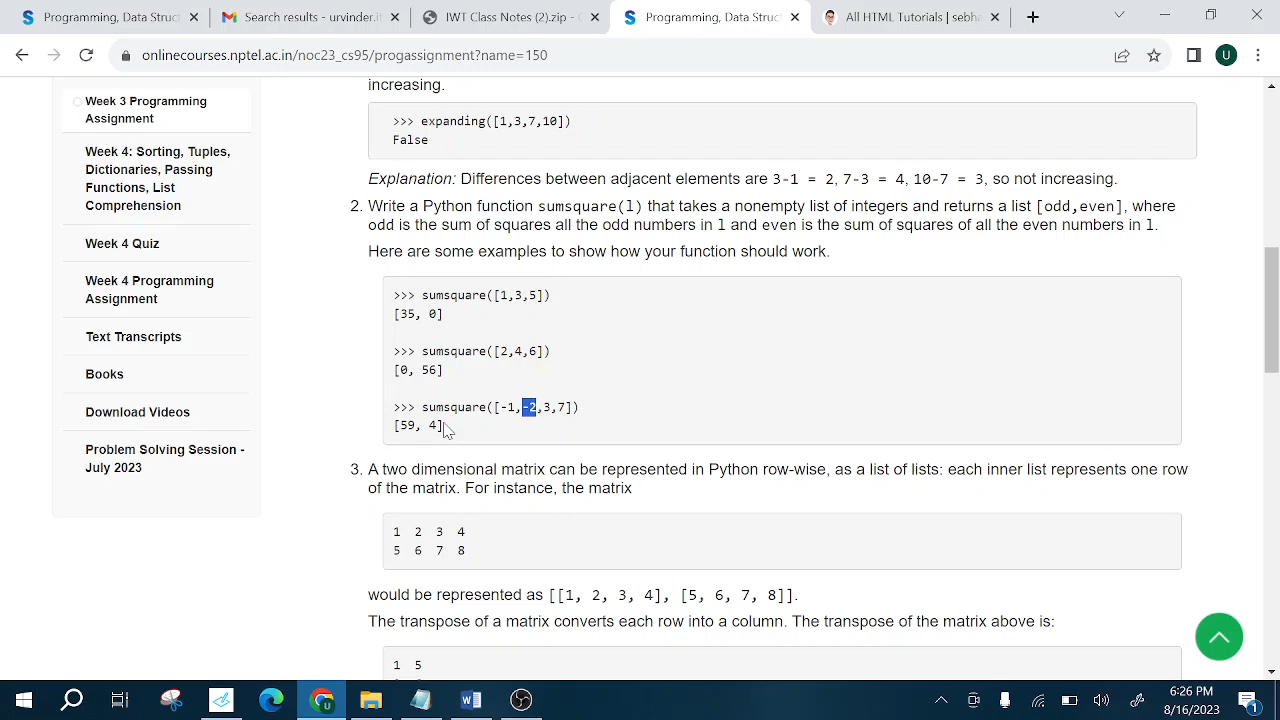 Programming, Data Struct
Search results - urvinder.it
IWT Class Notes (2).zip -
Programming, Data Struct
All HTML Tutorials | sebha
onlinecourses.nptel.ac.in/noc23_cs95/progassignment?name=150
U
Week 3 Programming
Assignment
Week 4: Sorting, Tuples,
Dictionaries, Passing
Functions, List
Comprehension
Week 4 Quiz
Week 4 Programming
Assignment
Text Transcripts
Books
Download Videos
Problem Solving Session -
July 2023
increasing.
>>> expanding([1,3,7,10])
False
Explanation: Differences between adjacent elements are 3-1 = 2, 7-3 = 4, 10-7 = 3, so not increasing.
2. Write a Python function sumsquare(l) that takes a nonempty list of integers and returns a list [odd,even], where
odd is the sum of squares all the odd numbers in l and even is the sum of squares of all the even numbers in l.
Here are some examples to show how your function should work.
>>> sumsquare([1,3,5])
[35, 0]
>>> sumsquare([2,4,6])
[0, 56]
>>> sumsquare([-1,-2,3,7])
[59, 4]
3. A two dimensional matrix can be represented in Python row-wise, as a list of lists: each inner list represents one row
of the matrix. For instance, the matrix
1 2 3 4
5 6 7 8
would be represented as [[1, 2, 3, 4], [5, 6, 7, 8]].
The transpose of a matrix converts each row into a column. The transpose of the matrix above is:
1 5
6:26 PM
8/16/2023
1